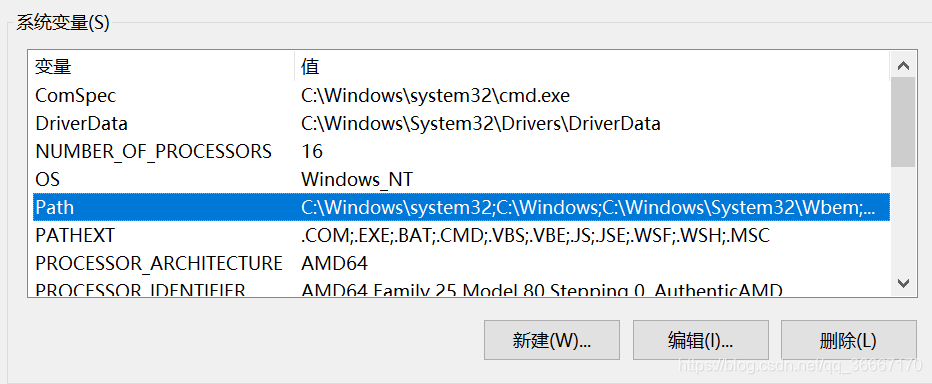 系统变量(S)
变量 值
ComSpec C:\Windows\system32\cmd.exe
DriverData C:\Windows\System32\Drivers\DriverData
NUMBER_OF_PROCESSORS 16
OS Windows_NT
Path C:\Windows\system32;C:\Windows;C:\Windows\System32\Wbem;...
PATHEXT .COM;.EXE;.BAT;.CMD;.VBS;.VBE;.JS;.JSE;.WSF;.WSH;.MSC
PROCESSOR_ARCHITECTURE AMD64
PROCESSOR_IDENTIFIER AMD64 Family 25 Model 80 Stepping 0, AuthenticAMD
新建(W)... 编辑(I)... 删除(L)
https://blog.csdn.net/qq_36667170